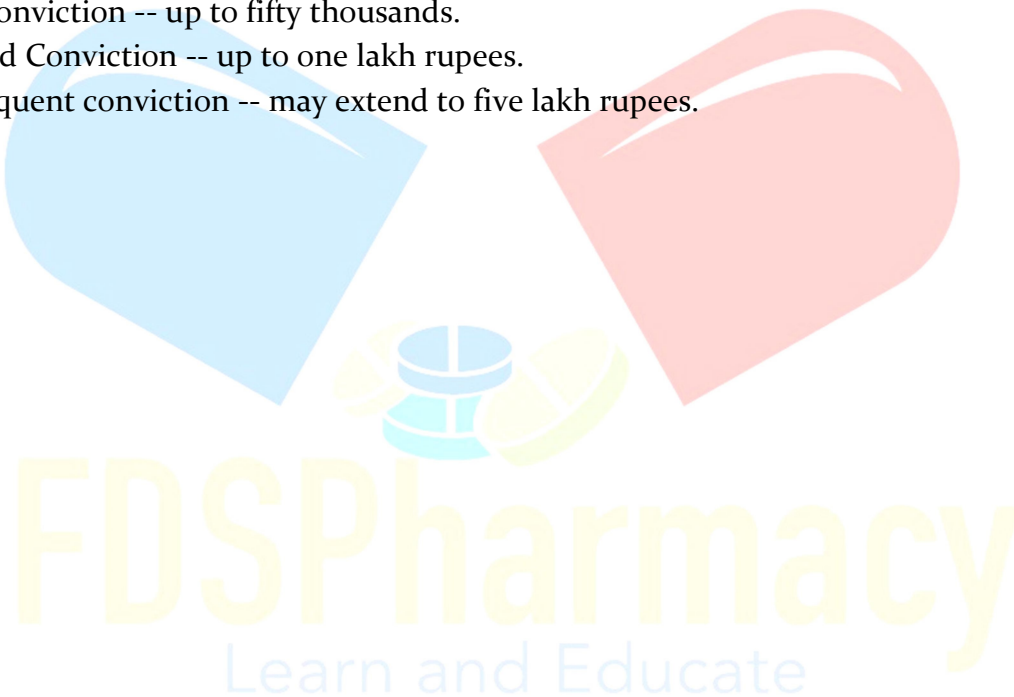 onviction -- up to fifty thousands.
d Conviction -- up to one lakh rupees.
quent conviction -- may extend to five lakh rupees.
FDSPharmacy
Learn and Educate